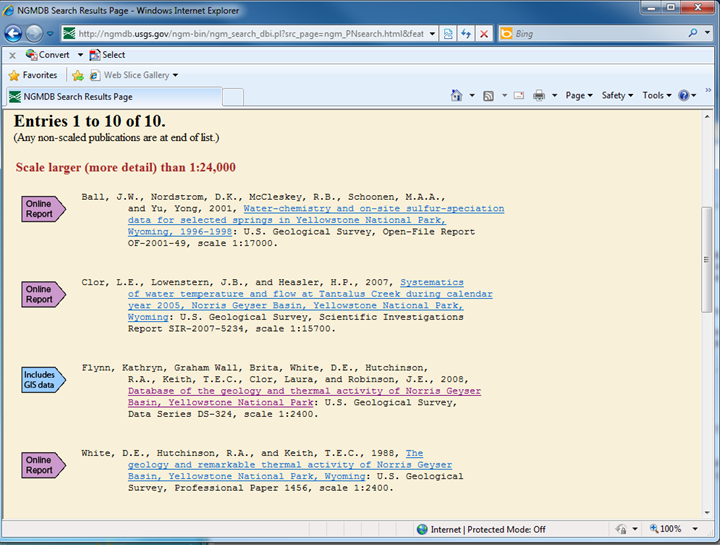 NGMDB Search Results Page - Windows Internet Explorer
http://ngmdb.usgs.gov/ngm-bin/ngm_search_dbi.pl?src_page=ngm_PNsearch.html&feat
Bing
x Convert Select
Favorites Web Slice Gallery
NGMDB Search Results Page
Page Safety Tools
Entries 1 to 10 of 10.
(Any non-scaled publications are at end of list.)
Scale larger (more detail) than 1:24,000
Online
Report
Ball, J.W., Nordstrom, D.K., McCleskey, R.B., Schoonen, M.A.A.,
and Yu, Yong, 2001, Water-chemistry and on-site sulfur-speciation
data for selected springs in Yellowstone National Park,
Wyoming, 1996-1998: U.S. Geological Survey, Open-File Report
OF-2001-49, scale 1:17000.
Online
Report
Clor, L.E., Lowenstern, J.B., and Heasler, H.P., 2007, Systematics
of water temperature and flow at Tantalus Creek during calendar
year 2005, Norris Geyser Basin, Yellowstone National Park,
Wyoming: U.S. Geological Survey, Scientific Investigations
Report SIR-2007-5234, scale 1:15700.
Includes
GIS data
Flynn, Kathryn, Graham Wall, Brita, White, D.E., Hutchinson,
R.A., Keith, T.E.C., Clor, Laura, and Robinson, J.E., 2008,
Database of the geology and thermal activity of Norris Geyser
Basin, Yellowstone National Park: U.S. Geological Survey,
Data Series DS-324, scale 1:2400.
Online
Report
White, D.E., Hutchinson, R.A., and Keith, T.E.C., 1988, The
geology and remarkable thermal activity of Norris Geyser
Basin, Yellowstone National Park, Wyoming: U.S. Geological
Survey, Professional Paper 1456, scale 1:2400.
Internet | Protected Mode: Off 100%